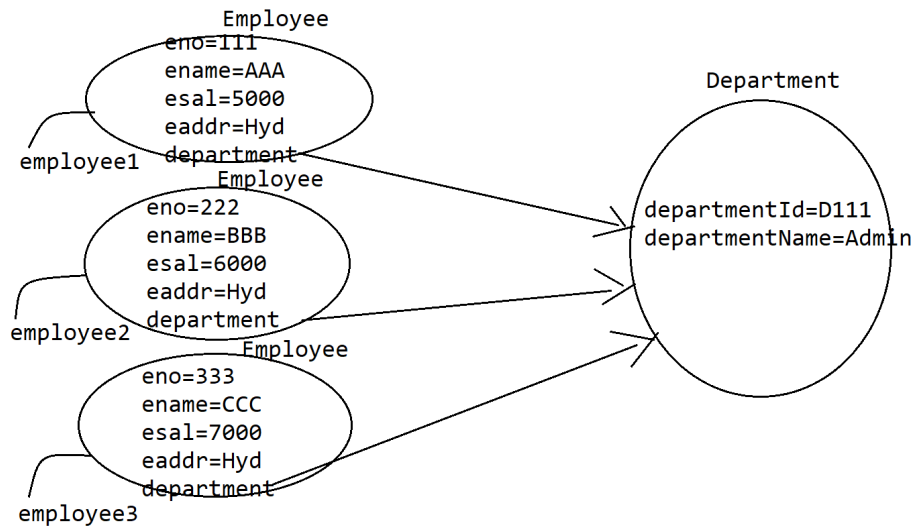 Employee
eno=111
ename=AAA
esal=5000
eaddr=Hyd
department
employee1
Employee
eno=222
ename=BBB
esal=6000
eaddr=Hyd
department
employee2
Employee
eno=333
ename=CCC
esal=7000
eaddr=Hyd
department
employee3
Department
departmentId=D111
departmentName=Admin